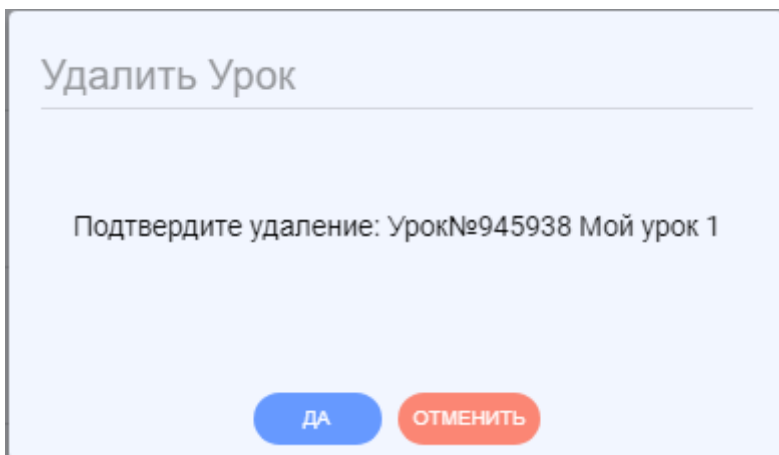 Удалить Урок
Подтвердите удаление: Урок№945938 Мой урок 1
ДА ОТМЕНИТЬ